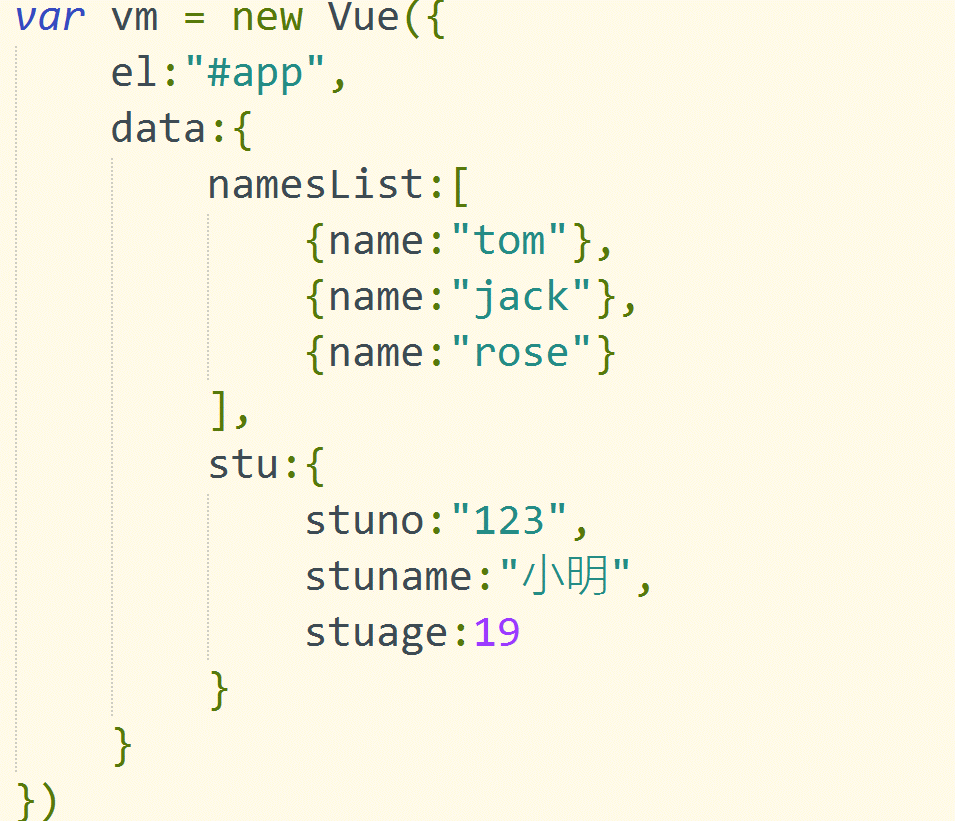 var vm = new Vue({
el:"#app",
data:{
namesList:[
{name:"tom"},
{name:"jack"},
{name:"rose"}
],
stu:{
stuno:"123",
stuname:"小明",
stuage:19
}
}
})